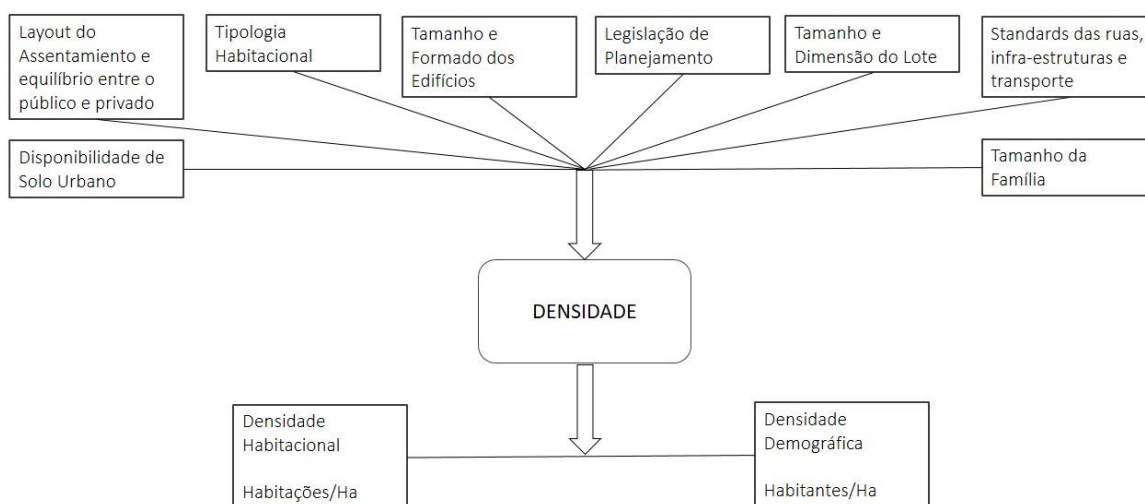 Layout do
Assentamiento e
equilíbrio entre o
público e privado
Tipologia
Habitacional
Tamanho e
Formado dos
Edifícios
Legislação de
Planejamento
Tamanho e
Dimensão do Lote
Standards das ruas,
infra-estruturas e
transporte
Disponibilidade de
Solo Urbano
Tamanho da
Família
DENSIDADE
Densidade
Habitacional
Habitações/Ha
Densidade
Demográfica
Habitantes/Ha